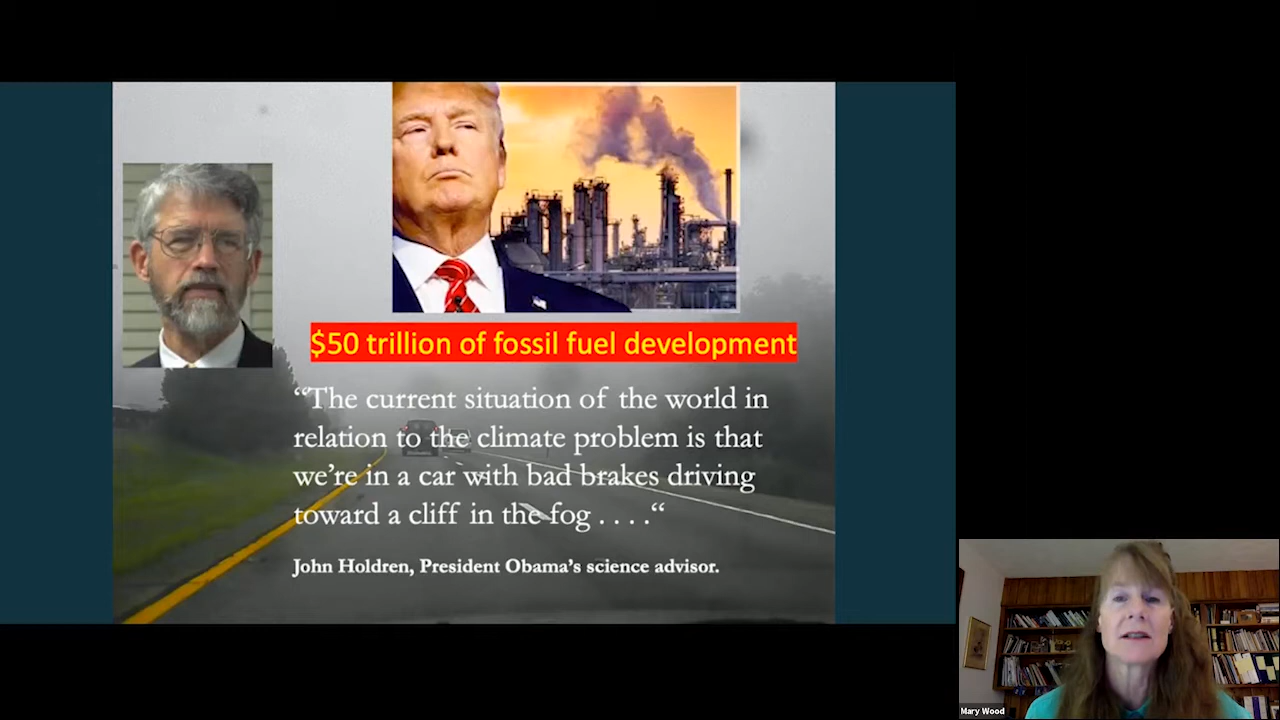 $50 trillion of fossil fuel development
“The current situation of the world in
relation to the climate problem is that
we’re in a car with bad brakes driving
toward a cliff in the fog . . . .“
John Holdren, President Obama’s science advisor.
Mary Wood